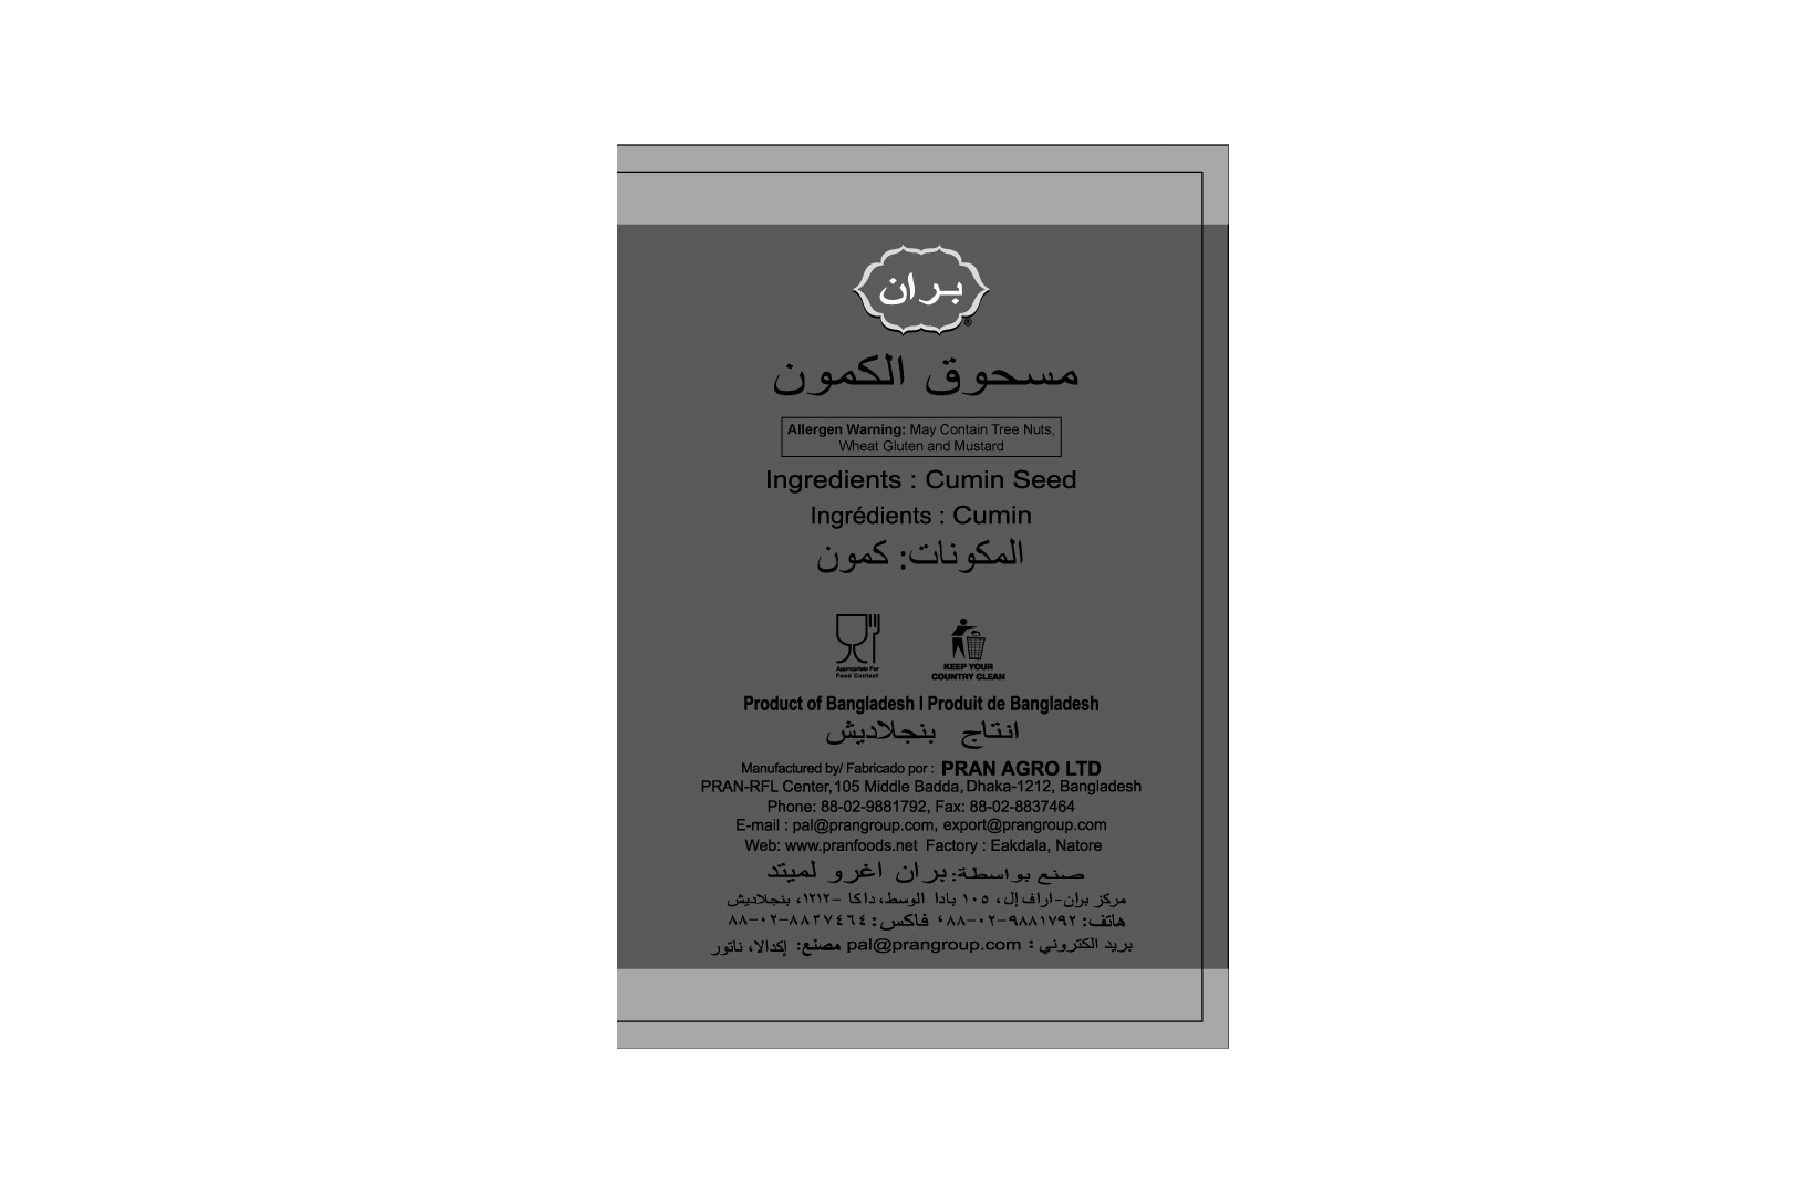 بران
®
مسحوق الكمون
Allergen Warning: May Contain Tree Nuts,
Wheat Gluten and Mustard
Ingredients : Cumin Seed
Ingrédients : Cumin
المكونات: كمون
Appropriate For
Food Contact
KEEP YOUR
COUNTRY CLEAN
Product of Bangladesh I Produit de Bangladesh
انتاج بنجلاديش
Manufactured by/ Fabricado por : PRAN AGRO LTD
PRAN-RFL Center, 105 Middle Badda, Dhaka-1212, Bangladesh
Phone: 88-02-9881792, Fax: 88-02-8837464
E-mail : pal@prangroup.com, export@prangroup.com
Web: www.pranfoods.net Factory : Eakdala, Natore
صنع بواسطة: بران اغرو لميتد
مركز بران-اراف إل، ١٠٥ بادا الوسط، داكا -١٢١٢، بنجلاديش
هاتف: ٩٨٨١٧٩٢-٠٢-٨٨، فاكس: ٨٨٣٧٤٦٤-٠٢-٨٨
بريد الكتروني : pal@prangroup.com مصنع: إكدالا، ناتور